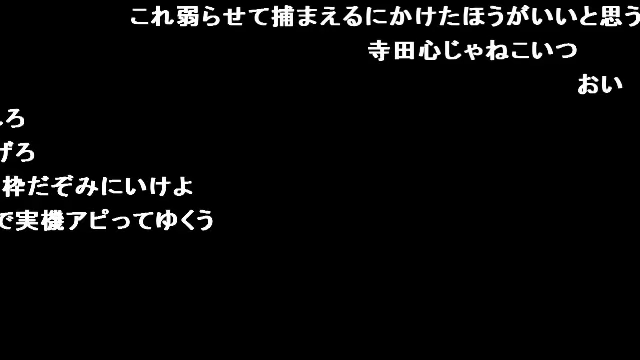 これ弱らせて捕まえるにかけたほうがいいと思う
寺田心じゃねこいつ
おい
ろ
げろ
枠だぞみにいけよ
で実機アピってゆくう